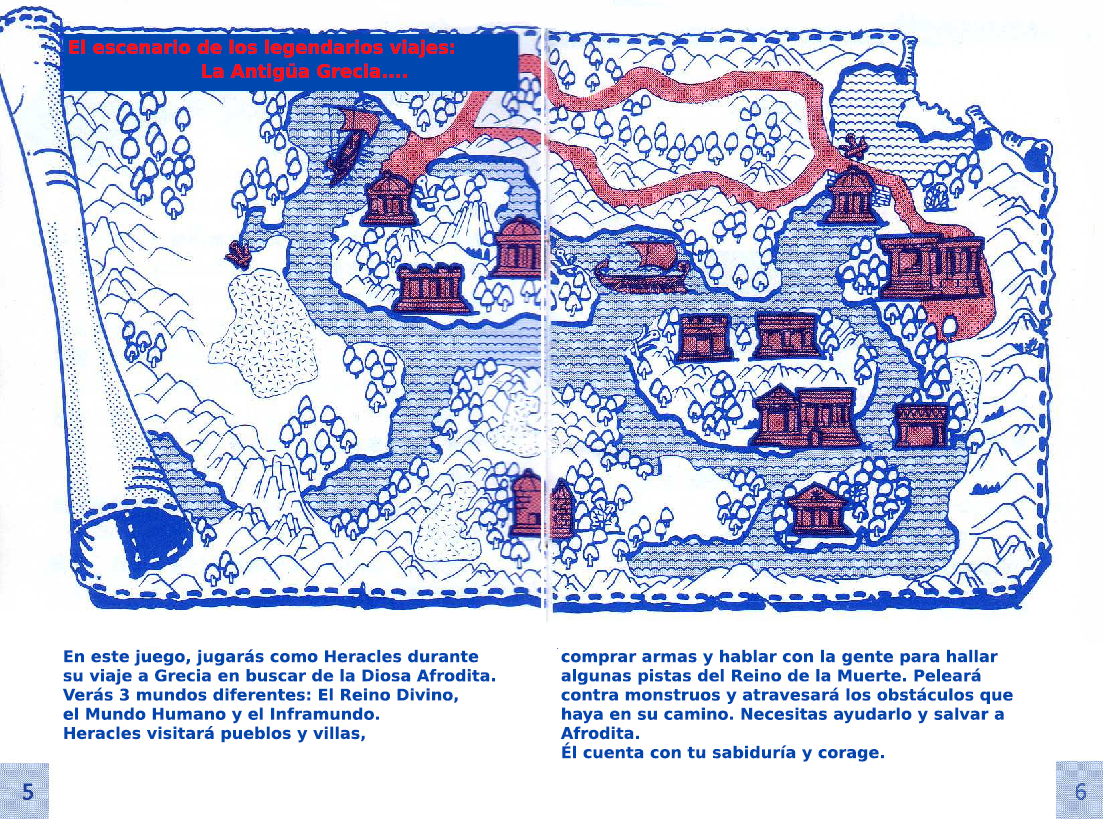 El escenario de los legendarios viajes:
La Antigüa Grecia....
En este juego, jugarás como Heracles durante
su viaje a Grecia en buscar de la Diosa Afrodita.
Verás 3 mundos diferentes: El Reino Divino,
el Mundo Humano y el Inframundo.
Heracles visitará pueblos y villas,
comprar armas y hablar con la gente para hallar
algunas pistas del Reino de la Muerte. Peleará
contra monstruos y atravesará los obstáculos que
haya en su camino. Necesitas ayudarlo y salvar a
Afrodita.
Él cuenta con tu sabiduría y corage.
5
6